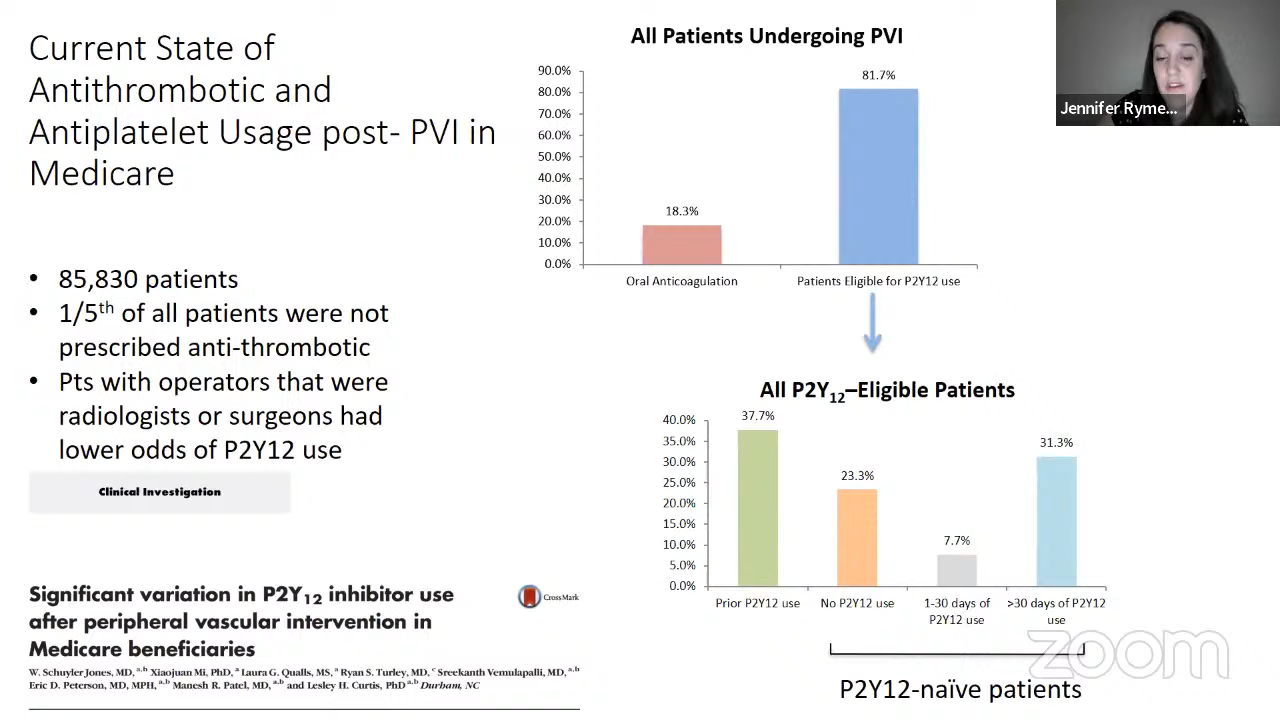 Current State of
Antithrombotic and
Antiplatelet Usage post- PVI in
Medicare
• 85,830 patients
• 1/5th of all patients were not
prescribed anti-thrombotic
• Pts with operators that were
radiologists or surgeons had
lower odds of P2Y12 use
Clinical Investigation
Significant variation in P2Y12 inhibitor use
after peripheral vascular intervention in
Medicare beneficiaries
CrossMark
W. Schuyler Jones, MD, a,b Xiaojuan Mi, PhD, a Laura G. Qualls, MS, a Ryan S. Turley, MD, c Sreekanth Vemulapalli, MD, a,b
Eric D. Peterson, MD, MPH, a,b Manesh R. Patel, MD, a,b and Lesley H. Curtis, PhD a,b Durham, NC
All Patients Undergoing PVI
90.0%
80.0%
70.0%
60.0%
50.0%
40.0%
30.0%
20.0%
10.0%
0.0%
18.3%
81.7%
Oral Anticoagulation
Patients Eligible for P2Y12 use
All P2Y12–Eligible Patients
40.0%
35.0%
30.0%
25.0%
20.0%
15.0%
10.0%
5.0%
0.0%
37.7%
23.3%
7.7%
31.3%
Prior P2Y12 use
No P2Y12 use
1-30 days of
P2Y12 use
>30 days of P2Y12
use
P2Y12-naïve patients
Jennifer Ryme...
zoom